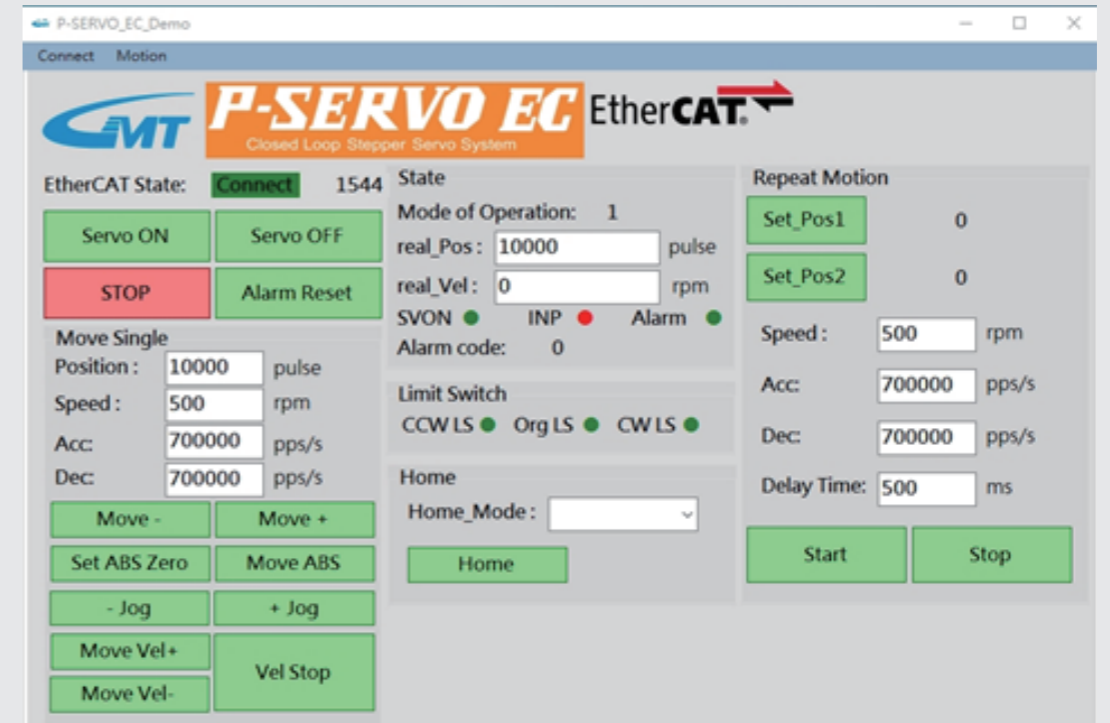 P-SERVO_EC_Demo
Connect Motion
GMT
P-SERVO EC
Closed Loop Stepper Servo System
EtherCAT.
EtherCAT State: Connect 1544
Servo ON Servo OFF
STOP Alarm Reset
Move Single
Position : 10000 pulse
Speed : 500 rpm
Acc: 700000 pps/s
Dec: 700000 pps/s
Move - Move +
Set ABS Zero Move ABS
- Jog + Jog
Move Vel+
Move Vel-
Vel Stop
State
Mode of Operation: 1
real_Pos : 10000 pulse
real_Vel : 0 rpm
SVON INP Alarm
Alarm code: 0
Limit Switch
CCW LS Org LS CW LS
Home
Home_Mode :
Home
Repeat Motion
Set_Pos1 0
Set_Pos2 0
Speed : 500 rpm
Acc: 700000 pps/s
Dec: 700000 pps/s
Delay Time: 500 ms
Start Stop